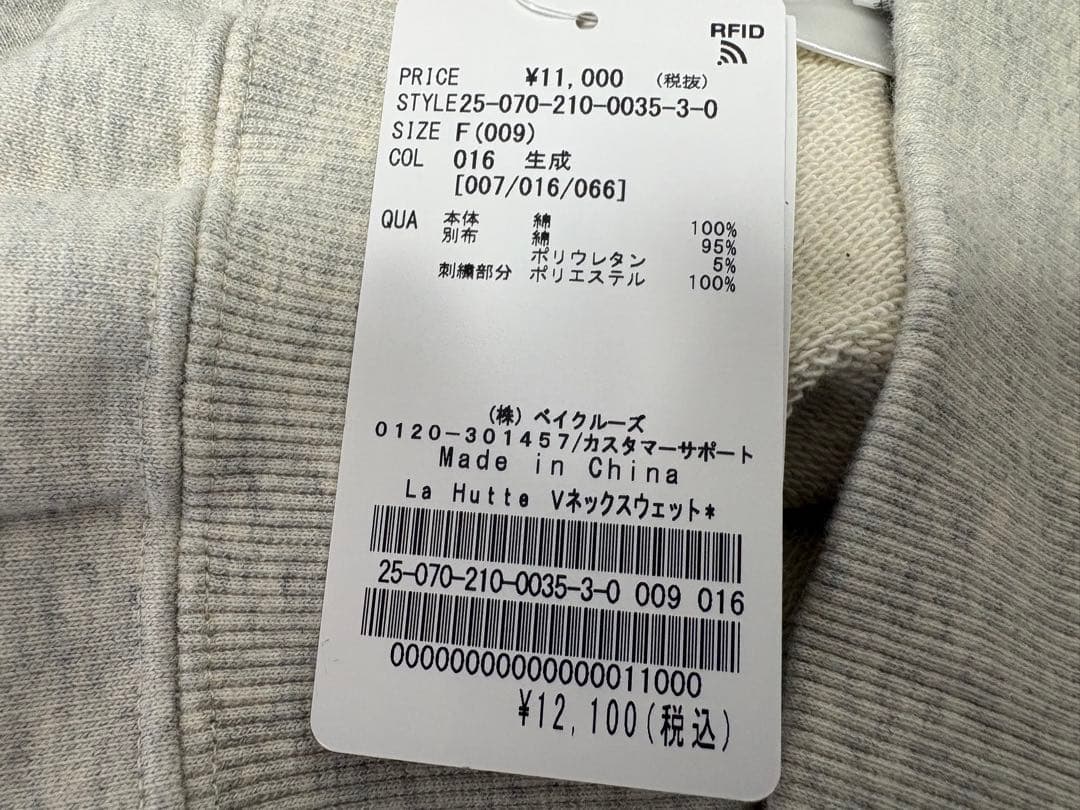 RFID
PRICE ¥11,000 (税抜)
STYLE25-070-210-0035-3-0
SIZE F(009)
COL 016 生成
[007/016/066]
QUA 本体 綿 100%
別布 綿 95%
ポリウレタン 5%
刺繍部分 ポリエステル 100%
(株) ベイクルーズ
0120-301457/カスタマーサポート
Made in China
La Hutte Vネックスウェット*
25-070-210-0035-3-0 009 016
000000000000000011000
¥12,100(税込)